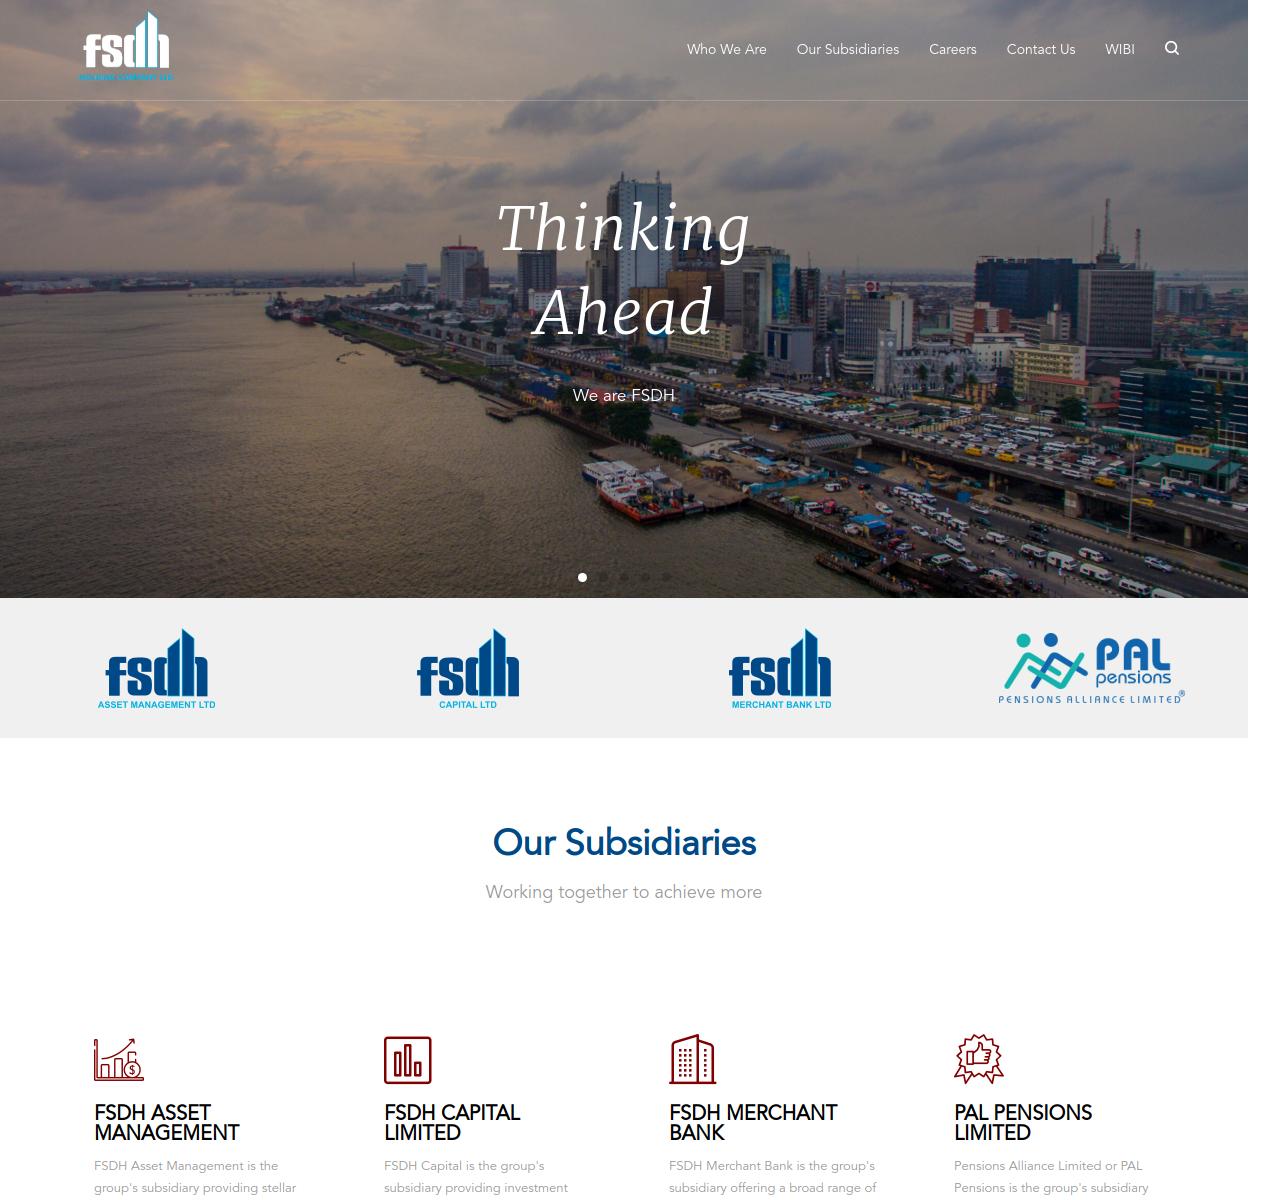 fsdh
HOLDING COMPANY LTD
Who We Are Our Subsidiaries Careers Contact Us WIBI
Thinking
Ahead
We are FSDH
fsdh
ASSET MANAGEMENT LTD
fsdh
CAPITAL LTD
fsdh
MERCHANT BANK LTD
PAL
pensions
PENSIONS ALLIANCE LIMITED®
Our Subsidiaries
Working together to achieve more
FSDH ASSET
MANAGEMENT
FSDH Asset Management is the
group's subsidiary providing stellar
FSDH CAPITAL
LIMITED
FSDH Capital is the group's
subsidiary providing investment
FSDH MERCHANT
BANK
FSDH Merchant Bank is the group's
subsidiary offering a broad range of
PAL PENSIONS
LIMITED
Pensions Alliance Limited or PAL
Pensions is the group's subsidiary